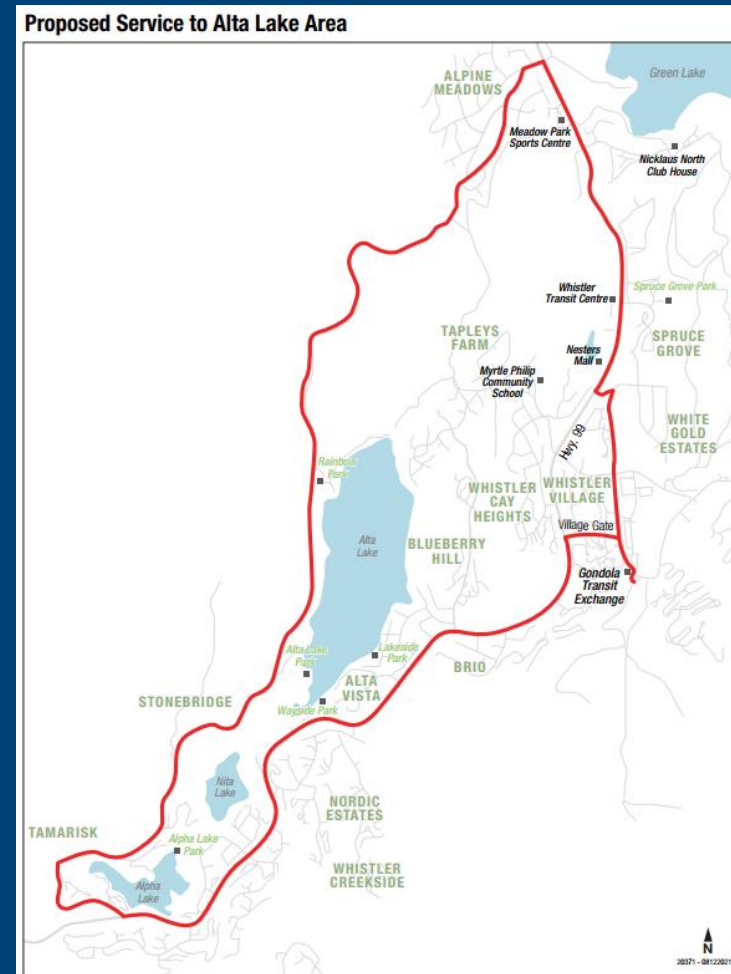 Proposed Service to Alta Lake Area
ALPINE
MEADOWS
Green Lake
Meadow Park
Sports Centre
Nicklaus North
Club House
Whistler
Transit Centre
Spruce Grove Park
TAPLEYS
FARM
SPRUCE
GROVE
Nesters
Mall
Myrtle Philip
Community
School
Hwy. 99
WHITE
GOLD
ESTATES
Rainbow
Park
WHISTLER
CAY
HEIGHTS
WHISTLER
VILLAGE
Village Gate
Alta
Lake
BLUEBERRY
HILL
Gondola
Transit
Exchange
Alta Lake
Park
Lakeside Park
BRIO
ALTA
VISTA
STONEBRIDGE
Wayside Park
Nita
Lake
NORDIC
ESTATES
TAMARISK
Alpha Lake
Park
WHISTLER
CREEKSIDE
Alpha
Lake
N
20371 - 08122021